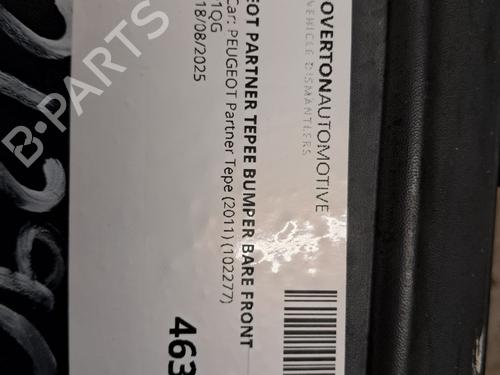 OVERTONAUTOMOTIVE
VEHICLE DISMANTLERS
EOT PARTNER TEPEE BUMPER BARE FRONT
Car: PEUGEOT Partner Tepe (2011) (102277)
1QG
18/08/2025
463
B-PARTS